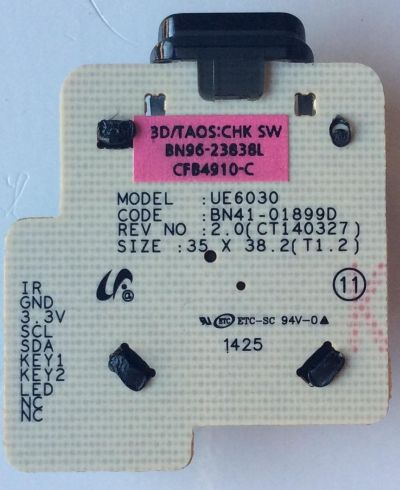 3D/TAOS:CHK SW
BN96-23838L
CFB4910-C
MODEL :UE6030
CODE :BN41-01899D
REV NO :2.0(CT140327)
SIZE :35 X 38.2(T1.2)
IR
GND
3.3V
SCL
SDA
KEY1
KEY2
LED
NC
NC
@
11
ETC ETC-SC 94V-0
1425